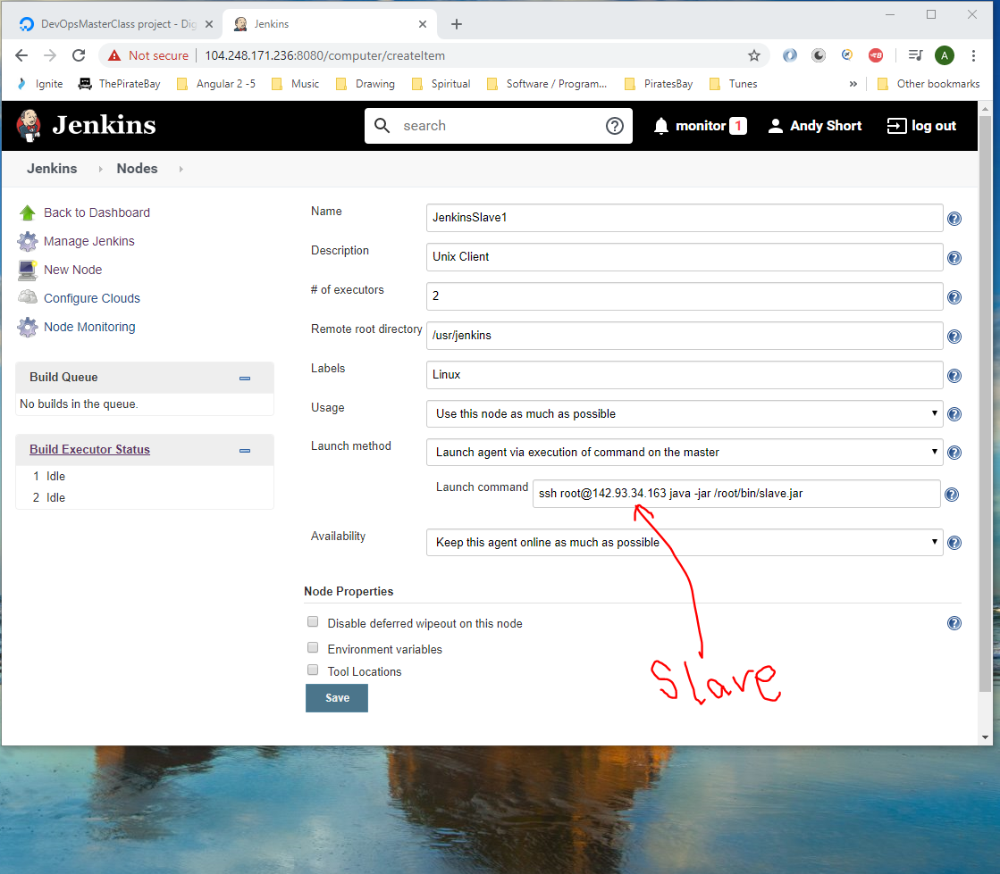 DevOpsMasterClass project - Dig
Jenkins
Not secure 104.248.171.236:8080/computer/createItem
A
Ignite ThePirateBay Angular 2 -5 Music Drawing Spiritual Software / Program... PiratesBay Tunes » Other bookmarks
Jenkins search monitor 1 Andy Short log out
Jenkins Nodes
Back to Dashboard
Manage Jenkins
New Node
Configure Clouds
Node Monitoring
Build Queue
No builds in the queue.
Build Executor Status
1 Idle
2 Idle
Name JenkinsSlave1
Description Unix Client
# of executors 2
Remote root directory /usr/jenkins
Labels Linux
Usage Use this node as much as possible
Launch method Launch agent via execution of command on the master
Launch command ssh root@142.93.34.163 java -jar /root/bin/slave.jar
Availability Keep this agent online as much as possible
Node Properties
Disable deferred wipeout on this node
Environment variables
Tool Locations
Save
Slave